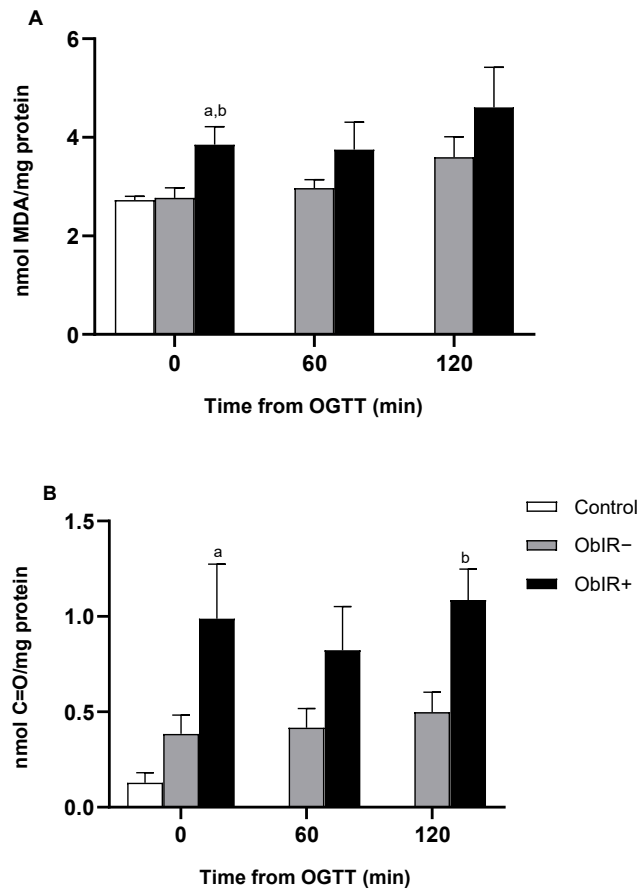 A
nmol MDA/mg protein
6
4
2
0
a,b
0 60 120
Time from OGTT (min)
B
nmol C=O/mg protein
1.5
1.0
0.5
0.0
a
b
0 60 120
Time from OGTT (min)
Control
ObIR−
ObIR+